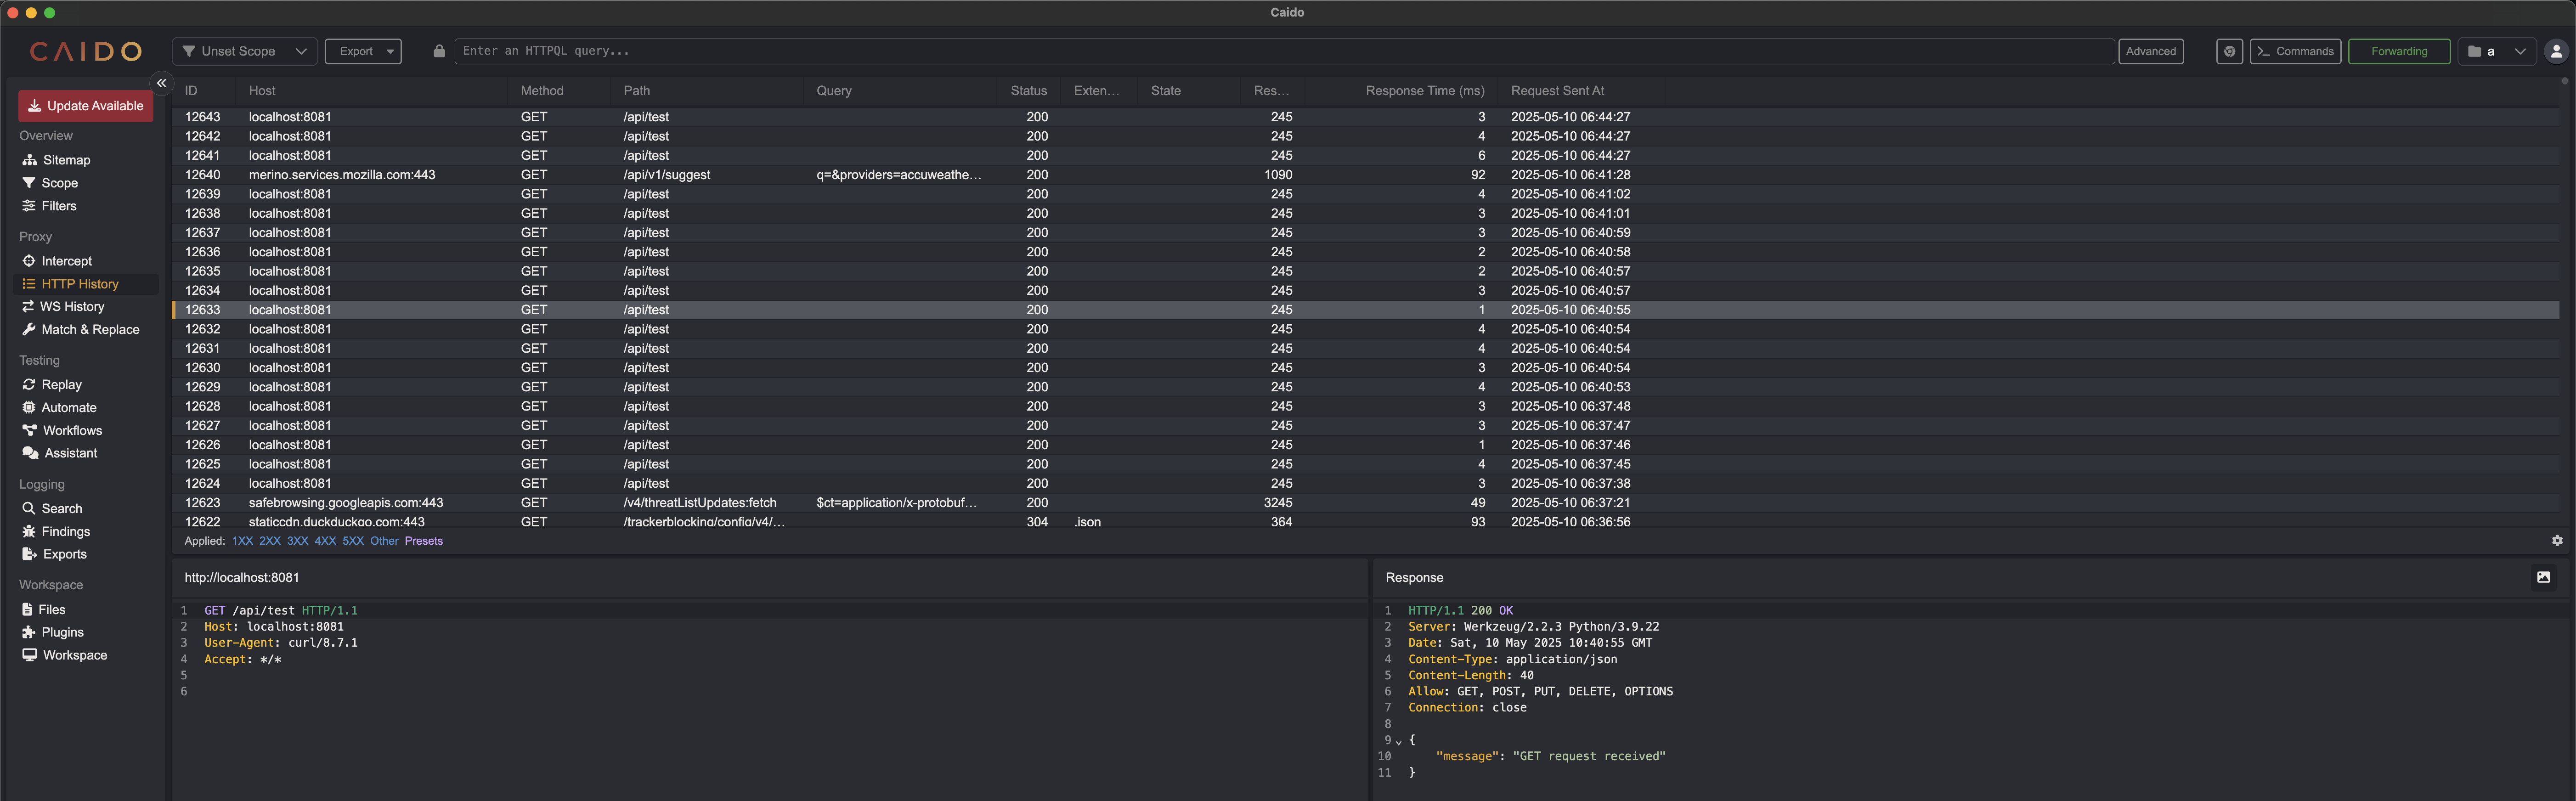 Caido
CAIDO
Unset Scope
Export
Enter an HTTPQL query...
Advanced
Commands
Forwarding
a
Update Available
Overview
Sitemap
Scope
Filters
Proxy
Intercept
HTTP History
WS History
Match & Replace
Testing
Replay
Automate
Workflows
Assistant
Logging
Search
Findings
Exports
Workspace
Files
Plugins
Workspace
ID Host Method Path Query Status Exten... State Res... Response Time (ms) Request Sent At
12643 localhost:8081 GET /api/test 200 245 3 2025-05-10 06:44:27
12642 localhost:8081 GET /api/test 200 245 4 2025-05-10 06:44:27
12641 localhost:8081 GET /api/test 200 245 6 2025-05-10 06:44:27
12640 merino.services.mozilla.com:443 GET /api/v1/suggest q=&providers=accuweathe... 200 1090 92 2025-05-10 06:41:28
12639 localhost:8081 GET /api/test 200 245 4 2025-05-10 06:41:02
12638 localhost:8081 GET /api/test 200 245 3 2025-05-10 06:41:01
12637 localhost:8081 GET /api/test 200 245 3 2025-05-10 06:40:59
12636 localhost:8081 GET /api/test 200 245 2 2025-05-10 06:40:58
12635 localhost:8081 GET /api/test 200 245 2 2025-05-10 06:40:57
12634 localhost:8081 GET /api/test 200 245 3 2025-05-10 06:40:57
12633 localhost:8081 GET /api/test 200 245 1 2025-05-10 06:40:55
12632 localhost:8081 GET /api/test 200 245 4 2025-05-10 06:40:54
12631 localhost:8081 GET /api/test 200 245 4 2025-05-10 06:40:54
12630 localhost:8081 GET /api/test 200 245 3 2025-05-10 06:40:54
12629 localhost:8081 GET /api/test 200 245 4 2025-05-10 06:40:53
12628 localhost:8081 GET /api/test 200 245 3 2025-05-10 06:37:48
12627 localhost:8081 GET /api/test 200 245 3 2025-05-10 06:37:47
12626 localhost:8081 GET /api/test 200 245 1 2025-05-10 06:37:46
12625 localhost:8081 GET /api/test 200 245 4 2025-05-10 06:37:45
12624 localhost:8081 GET /api/test 200 245 3 2025-05-10 06:37:38
12623 safebrowsing.googleapis.com:443 GET /v4/threatListUpdates:fetch $ct=application/x-protobuf... 200 3245 49 2025-05-10 06:37:21
12622 staticcdn.duckduckgo.com:443 GET /trackerblocking/config/v4/... 304 .json 364 93 2025-05-10 06:36:56
Applied: 1XX 2XX 3XX 4XX 5XX Other Presets
http://localhost:8081
1 GET /api/test HTTP/1.1
2 Host: localhost:8081
3 User-Agent: curl/8.7.1
4 Accept: */*
5
6
Response
1 HTTP/1.1 200 OK
2 Server: Werkzeug/2.2.3 Python/3.9.22
3 Date: Sat, 10 May 2025 10:40:55 GMT
4 Content-Type: application/json
5 Content-Length: 40
6 Allow: GET, POST, PUT, DELETE, OPTIONS
7 Connection: close
8
9 {
10 "message": "GET request received"
11 }